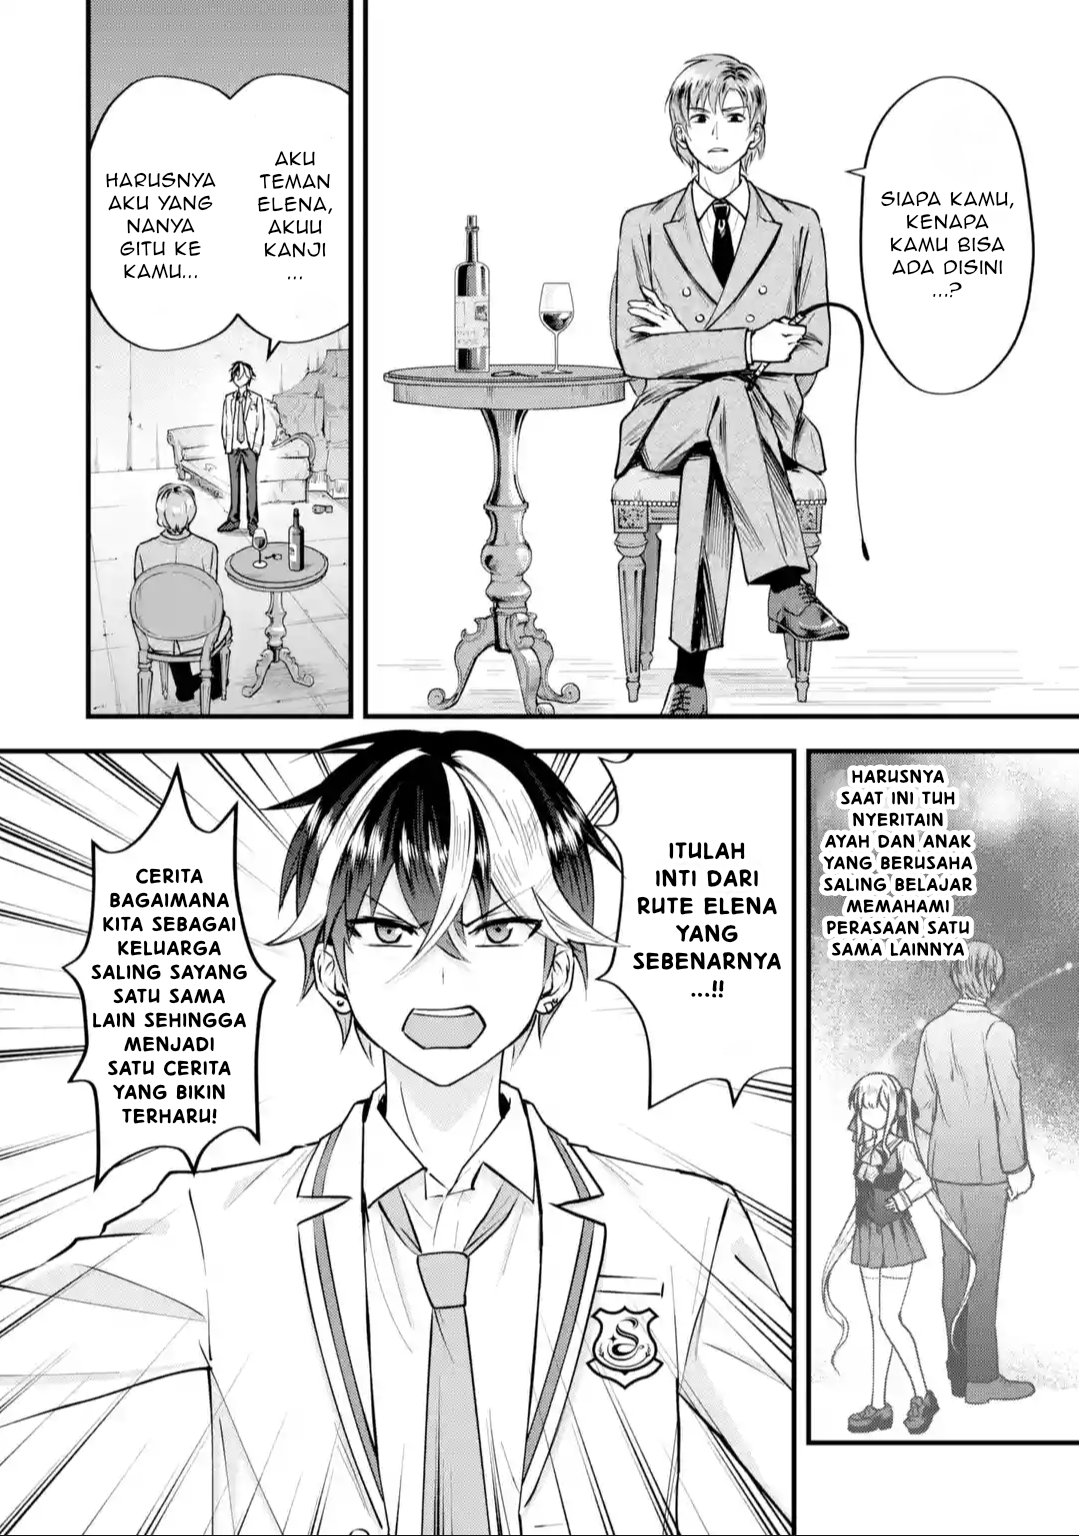 SIAPA KAMU,
KENAPA
KAMU BISA
ADA DISINI
...?
AKU
TEMAN
ELENA,
AKUU
KANJI
...
HARUSNYA
AKU YANG
NANYA
GITU KE
KAMU...
HARUSNYA
SAAT INI TUH
NYERITAIN
AYAH DAN ANAK
YANG BERUSAHA
SALING BELAJAR
MEMAHAMI
PERASAAN SATU
SAMA LAINNYA
ITULAH
INTI DARI
RUTE ELENA
YANG
SEBENARNYA
...!!
CERITA
BAGAIMANA
KITA SEBAGAI
KELUARGA
SALING SAYANG
SATU SAMA
LAIN SEHINGGA
MENJADI
SATU CERITA
YANG BIKIN
TERHARU!
S